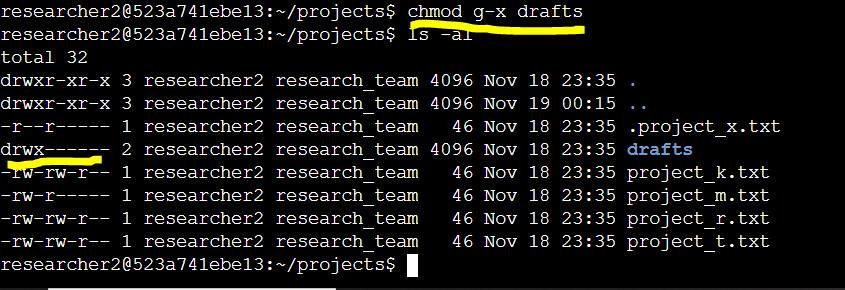 researcher2@523a741ebe13:~/projects$ chmod g-x drafts
researcher2@523a741ebe13:~/projects$ ls -al
total 32
drwxr-xr-x 3 researcher2 research_team 4096 Nov 18 23:35 .
drwxr-xr-x 3 researcher2 research_team 4096 Nov 19 00:15 ..
-r--r----- 1 researcher2 research_team   46 Nov 18 23:35 .project_x.txt
drwx------ 2 researcher2 research_team 4096 Nov 18 23:35 drafts
-rw-rw-r-- 1 researcher2 research_team   46 Nov 18 23:35 project_k.txt
-rw-r----- 1 researcher2 research_team   46 Nov 18 23:35 project_m.txt
-rw-rw-r-- 1 researcher2 research_team   46 Nov 18 23:35 project_r.txt
-rw-rw-r-- 1 researcher2 research_team   46 Nov 18 23:35 project_t.txt
researcher2@523a741ebe13:~/projects$